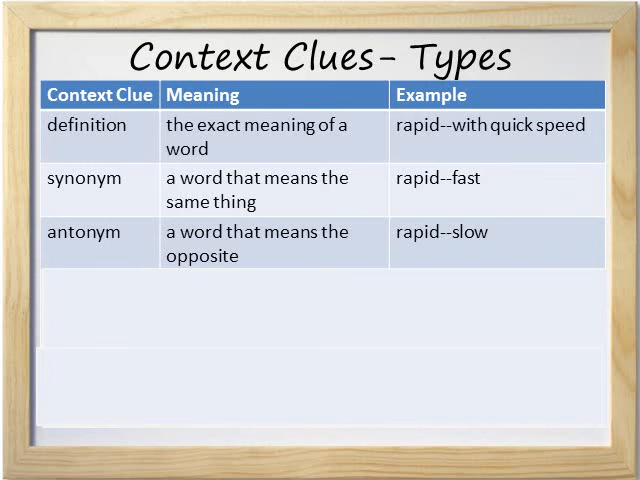 Context Clues- Types
Context Clue Meaning Example
definition the exact meaning of a rapid--with quick speed
word
synonym a word that means the rapid--fast
same thing
antonym a word that means the rapid--slow
opposite